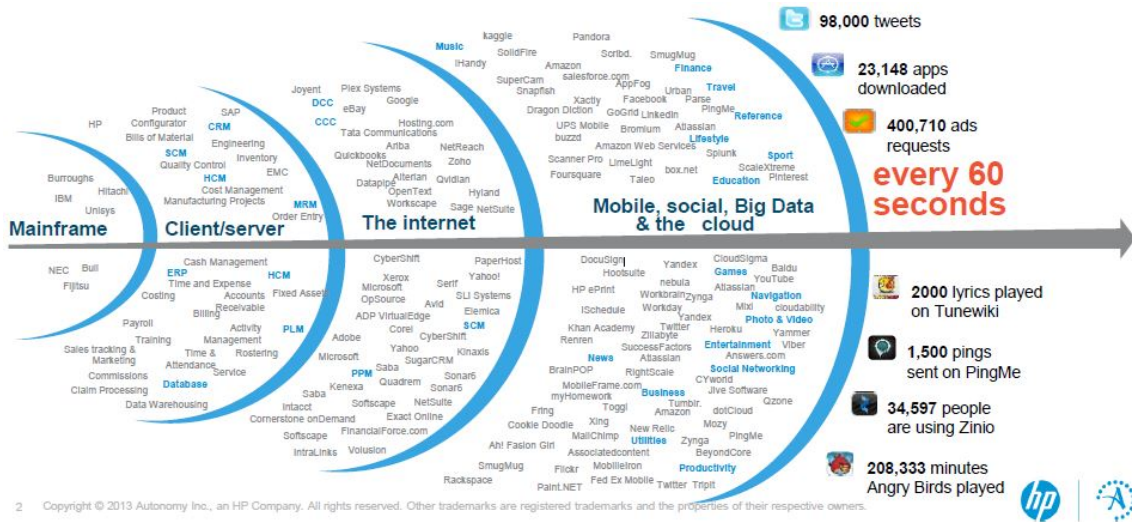 Mainframe
HP
Burroughs
Hitachi
IBM
Unisys
NEC
Bull
Fijitsu
Client/server
Product
Configurator
SAP
CRM
Bills of Material
Engineering
SCM
Inventory
Quality Control
EMC
HCM
Cost Management
Manufacturing Projects
MRM
Order Entry
Cash Management
ERP
HCM
Time and Expense
Costing
Accounts
Receivable
Fixed Asset
Billing
Payroll
Activity
Management
PLM
Training
Sales tracking &
Marketing
Time &
Attendance
Rostering
Commissions
Service
Claim Processing
Database
Data Warehousing
The internet
Joyent
Plex Systems
DCC
Google
CCC
eBay
Hosting.com
Tata Communications
Ariba
NetReach
Quickbooks
NetDocuments
Zoho
Datapipe
Alterian
Qvidian
OpenText
Hyland
Workscape
Sage
NetSuite
CyberShift
PaperHost
Xerox
Yahoo!
Microsoft
Serif
OpSource
SLI Systems
Avid
Elemica
ADP VirtualEdge
SCM
Corel
Adobe
CyberShift
Yahoo
Kinaxis
Microsoft
SugarCRM
Saba
PPM
Quadrem
Sonar6
Kenexa
Sonar6
Saba
Softscape
NetSuite
Intacct
Exact Online
Cornerstone onDemand
FinancialForce.com
Softscape
IntraLinks
Volusion
Mobile, social, Big Data
& the cloud
kaggle
Pandora
Music
SolidFire
Scribd.
SmugMug
iHandy
Amazon
Finance
SuperCam
salesforce.com
AppFog
Travel
Snapfish
Urban
Xactly
Facebook
Parse
Dragon Diction
GoGrid
LinkedIn
PingMe
Reference
UPS Mobile
Bromium
Atlassian
buzzd
Lifestyle
Amazon Web Services
Splunk
Sport
Scanner Pro
LimeLight
box.net
ScaleXtreme
Foursquare
Taleo
Education
Pinterest
DocuSign
Yandex
CloudSigma
Hootsuite
Games
Baidu
nebula
YouTube
HP ePrint
Workbrain
Atlassian
Zynga
Navigation
Mixi
iSchedule
Workday
cloudability
Yandex
Photo & Video
Khan Academy
Twitter
Heroku
Yammer
Renren
Zillabyte
SuccessFactors
Entertainment
Viber
News
Atlassian
Answers.com
BrainPOP
RightScale
Social Networking
CYworld
MobileFrame.com
Business
Jive Software
myHomework
Qzone
Toggl
Tumblr.
Fring
Amazon
dotCloud
Cookie Doodle
Xing
Mozy
MailChimp
New Relic
Utilities
Zynga
PingMe
Ah! Fasion Girl
Associatedcontent
BeyondCore
SmugMug
Flickr
MobileIron
Productivity
Rackspace
Paint.NET
Fed Ex Mobile
Twitter
TripIt
98,000 tweets
23,148 apps
downloaded
400,710 ads
requests
every 60
seconds
2000 lyrics played
on Tunewiki
1,500 pings
sent on PingMe
34,597 people
are using Zinio
208,333 minutes
Angry Birds played
2 Copyright © 2013 Autonomy Inc., an HP Company. All rights reserved. Other trademarks are registered trademarks and the properties of their respective owners.
hp